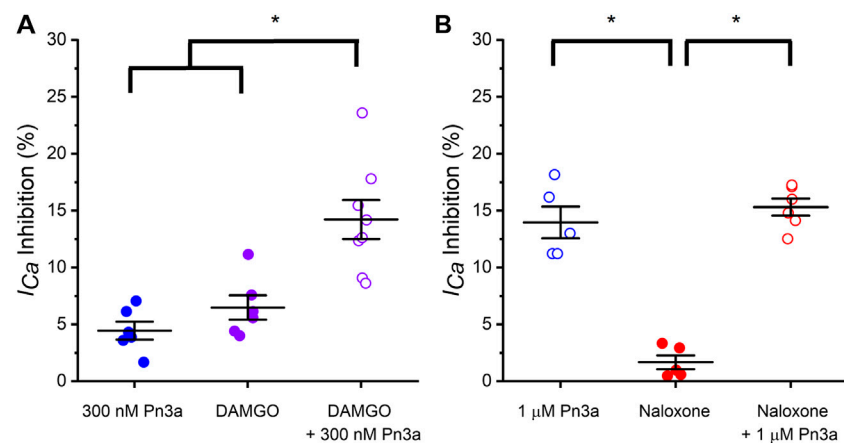 A
*
30
25
20
15
10
5
0
ICa Inhibition (%)
300 nM Pn3a
DAMGO
DAMGO
+ 300 nM Pn3a
B
*
*
30
25
20
15
10
5
0
ICa Inhibition (%)
1 µM Pn3a
Naloxone
Naloxone
+ 1 µM Pn3a